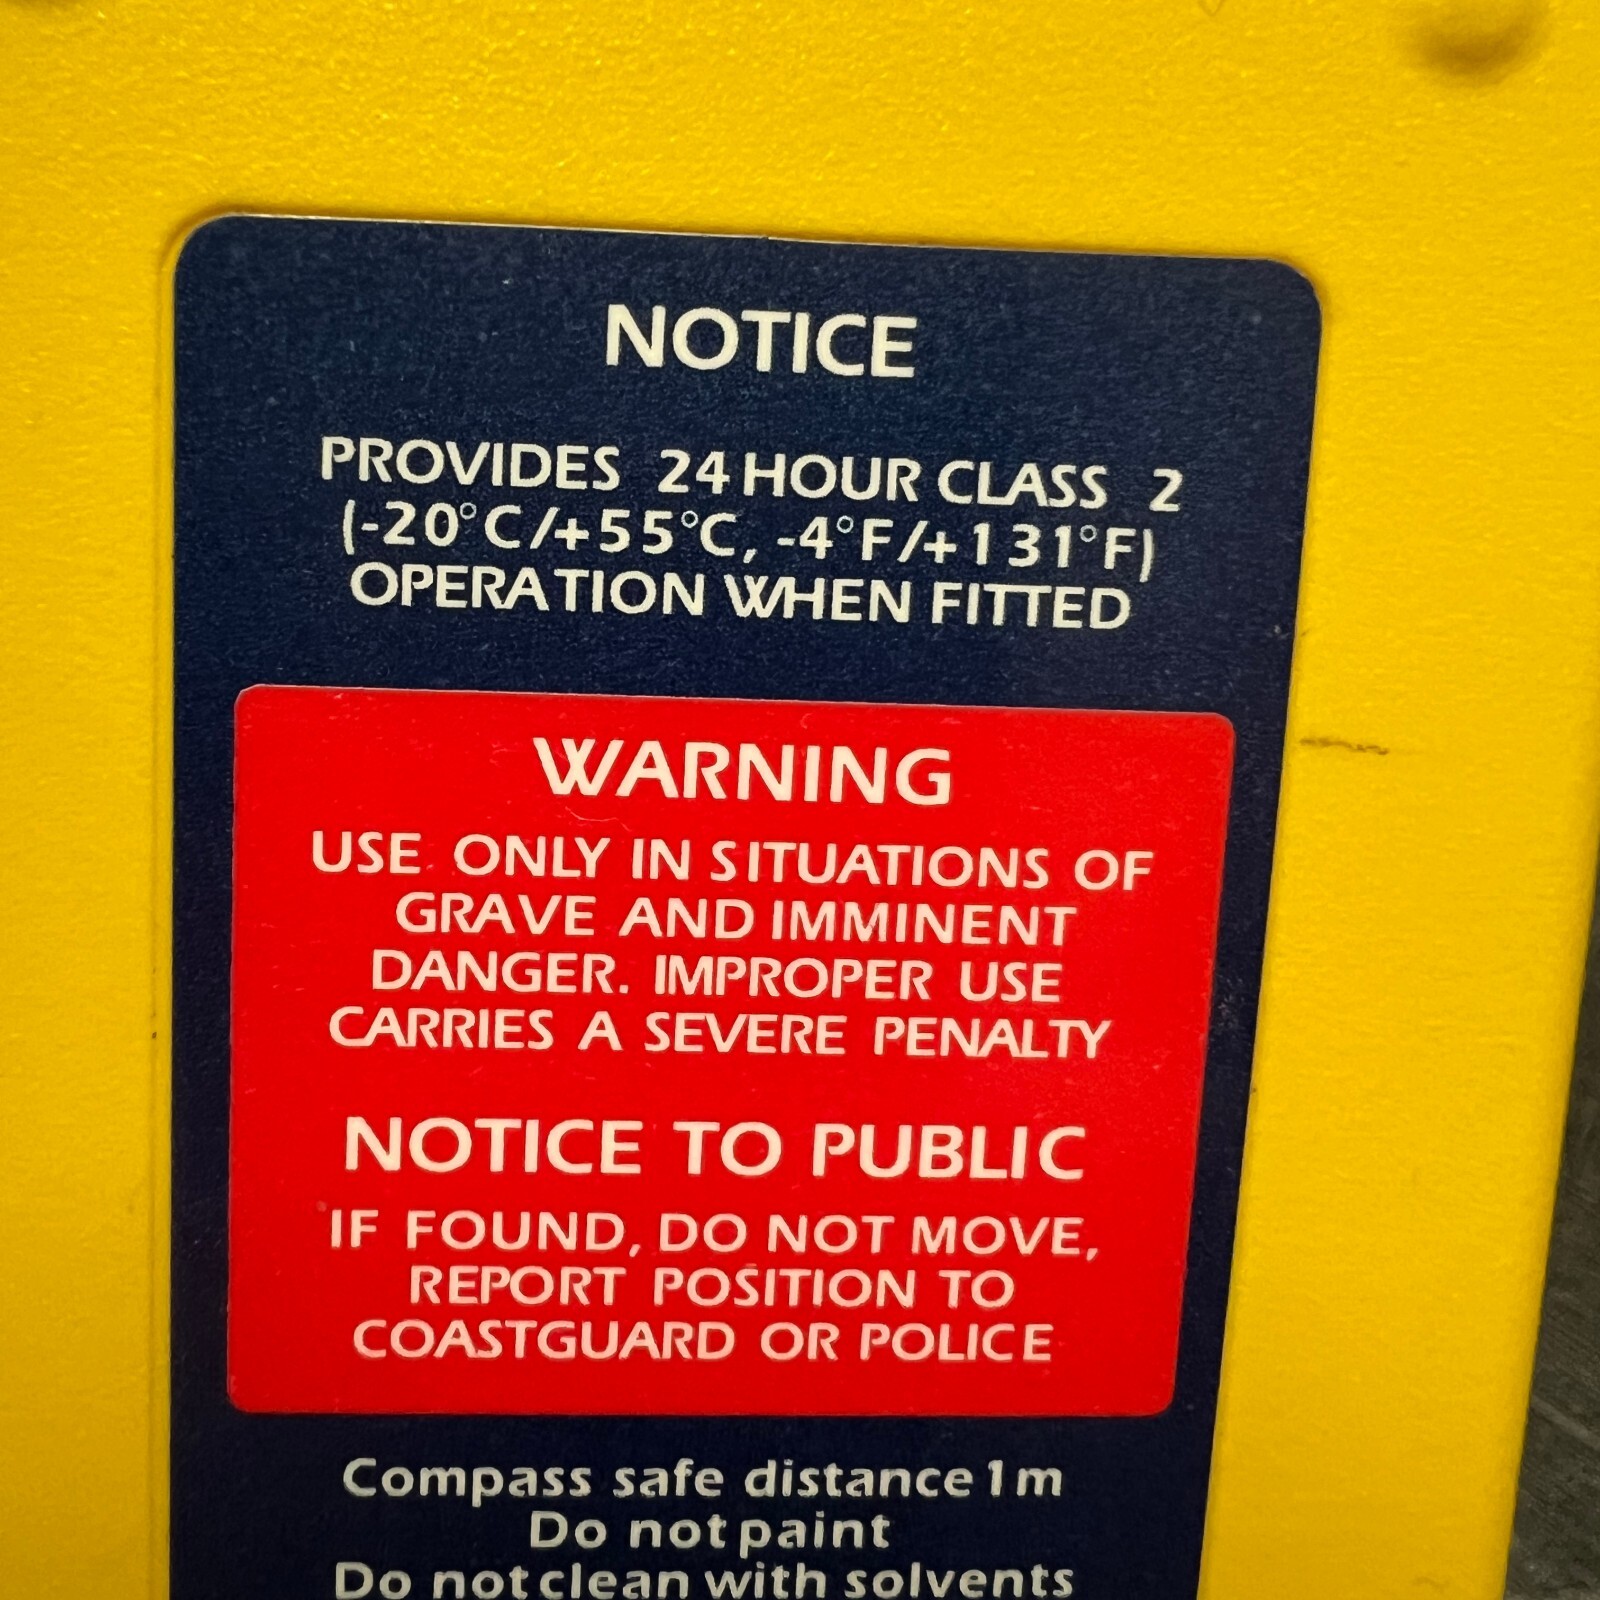 NOTICE
PROVIDES 24 HOUR CLASS 2
(-20°C/+55°C, -4°F/+131°F)
OPERATION WHEN FITTED
WARNING
USE ONLY IN SITUATIONS OF
GRAVE AND IMMINENT
DANGER. IMPROPER USE
CARRIES A SEVERE PENALTY
NOTICE TO PUBLIC
IF FOUND, DO NOT MOVE,
REPORT POSITION TO
COASTGUARD OR POLICE
Compass safe distance 1m
Do not paint
Do not clean with solvents